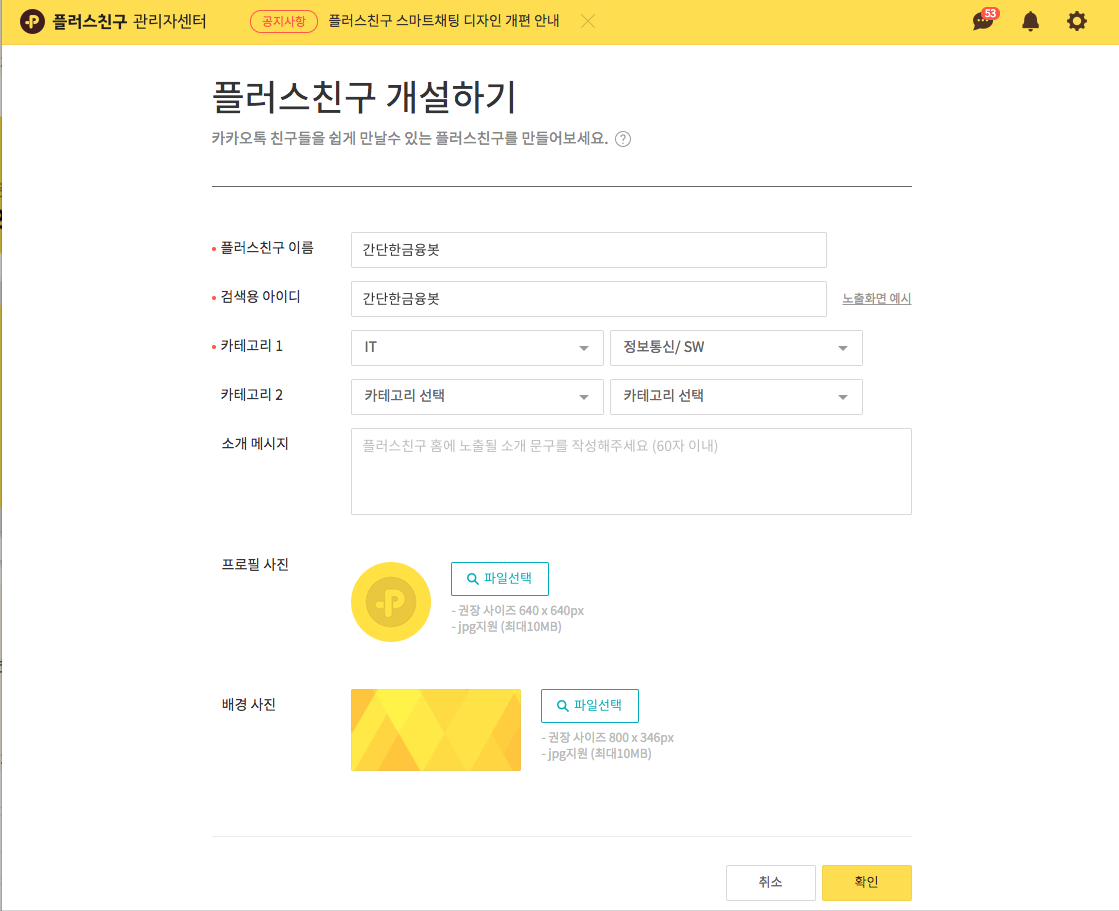 플러스친구 관리자센터 공지사항 플러스친구 스마트채팅 디자인 개편 안내 53
플러스친구 개설하기
카카오톡 친구들을 쉽게 만날수 있는 플러스친구를 만들어보세요. ?
플러스친구 이름 간단한금융봇
검색용 아이디 간단한금융봇 노출화면 예시
카테고리 1 IT 정보통신/ SW
카테고리 2 카테고리 선택 카테고리 선택
소개 메시지 플러스친구 홈에 노출될 소개 문구를 작성해주세요 (60자 이내)
프로필 사진 파일선택
- 권장 사이즈 640 x 640px
- jpg지원 (최대10MB)
배경 사진 파일선택
- 권장 사이즈 800 x 346px
- jpg지원 (최대10MB)
취소 확인